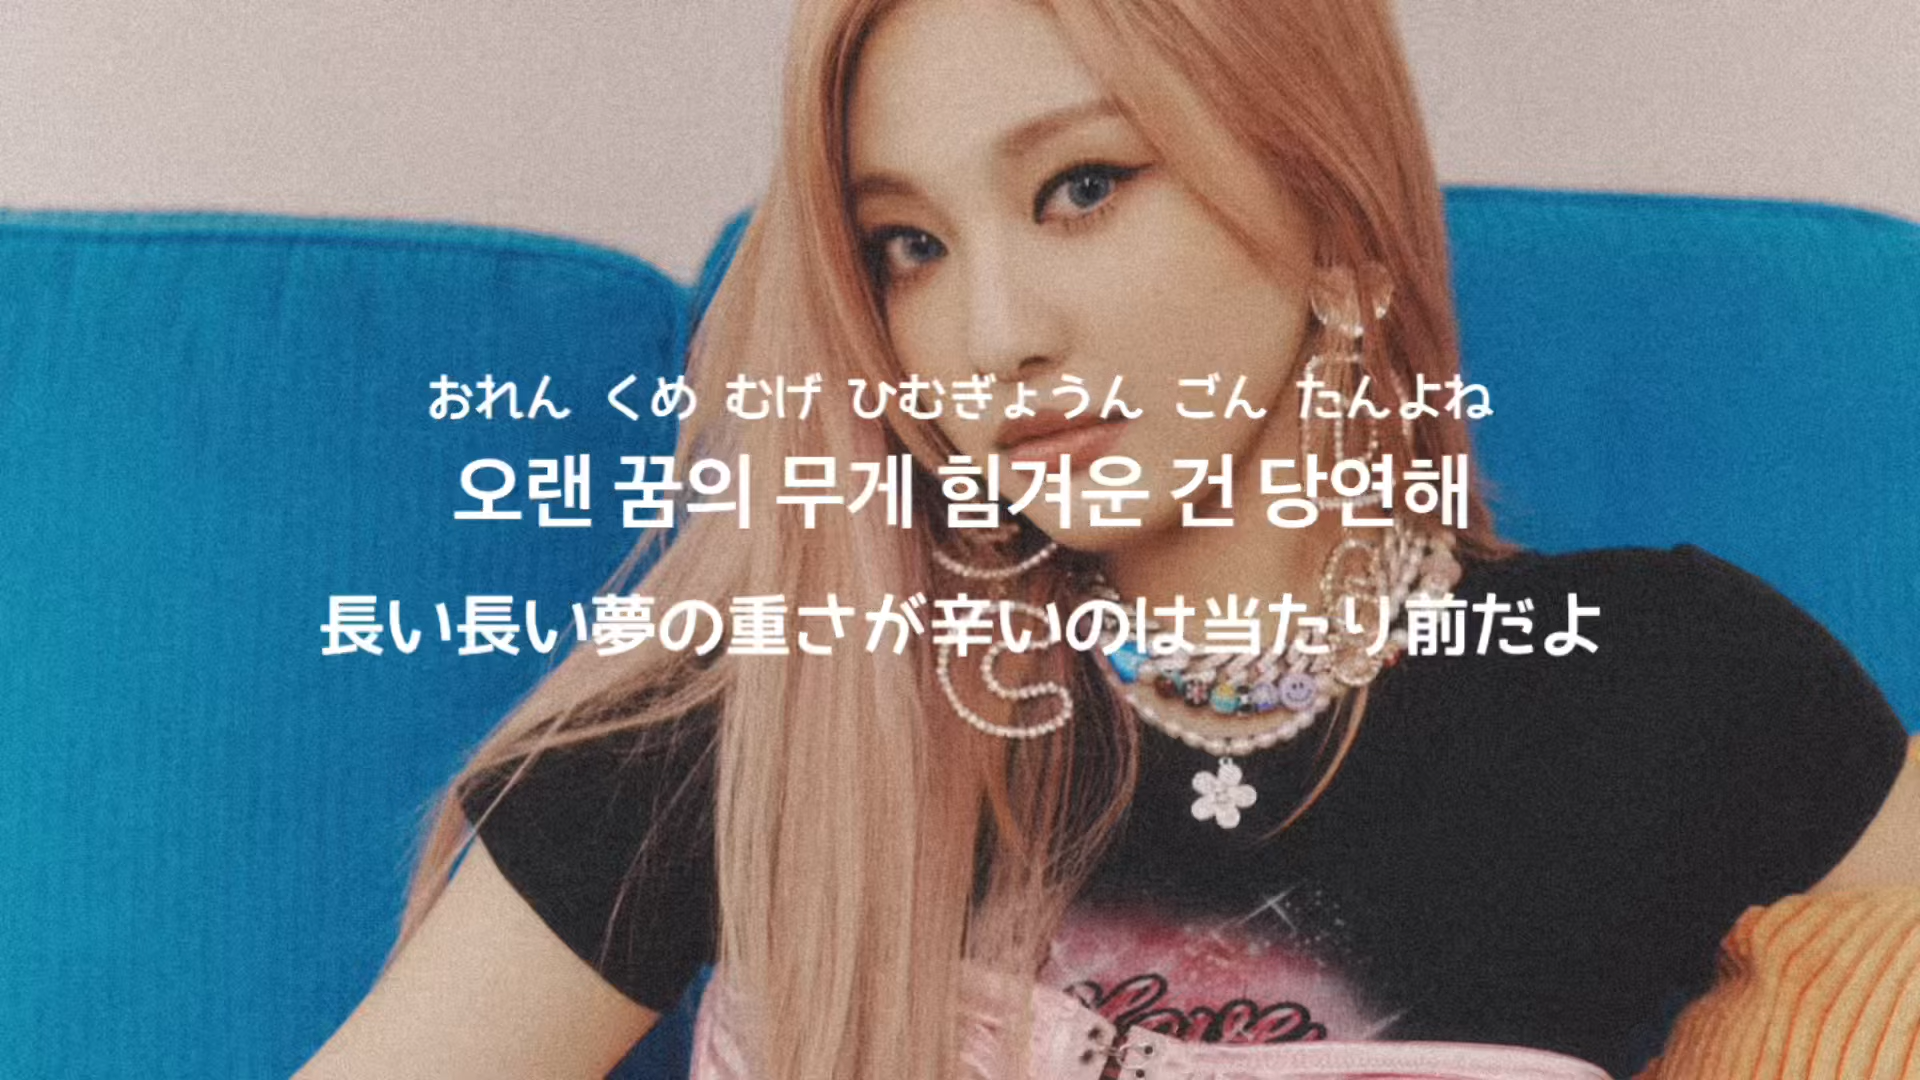 おれん くめ むげ ひむぎょうん ごん たんよね
오랜 꿈의 무게 힘겨운 건 당연해
長い長い夢の重さが辛いのは当たり前だよ